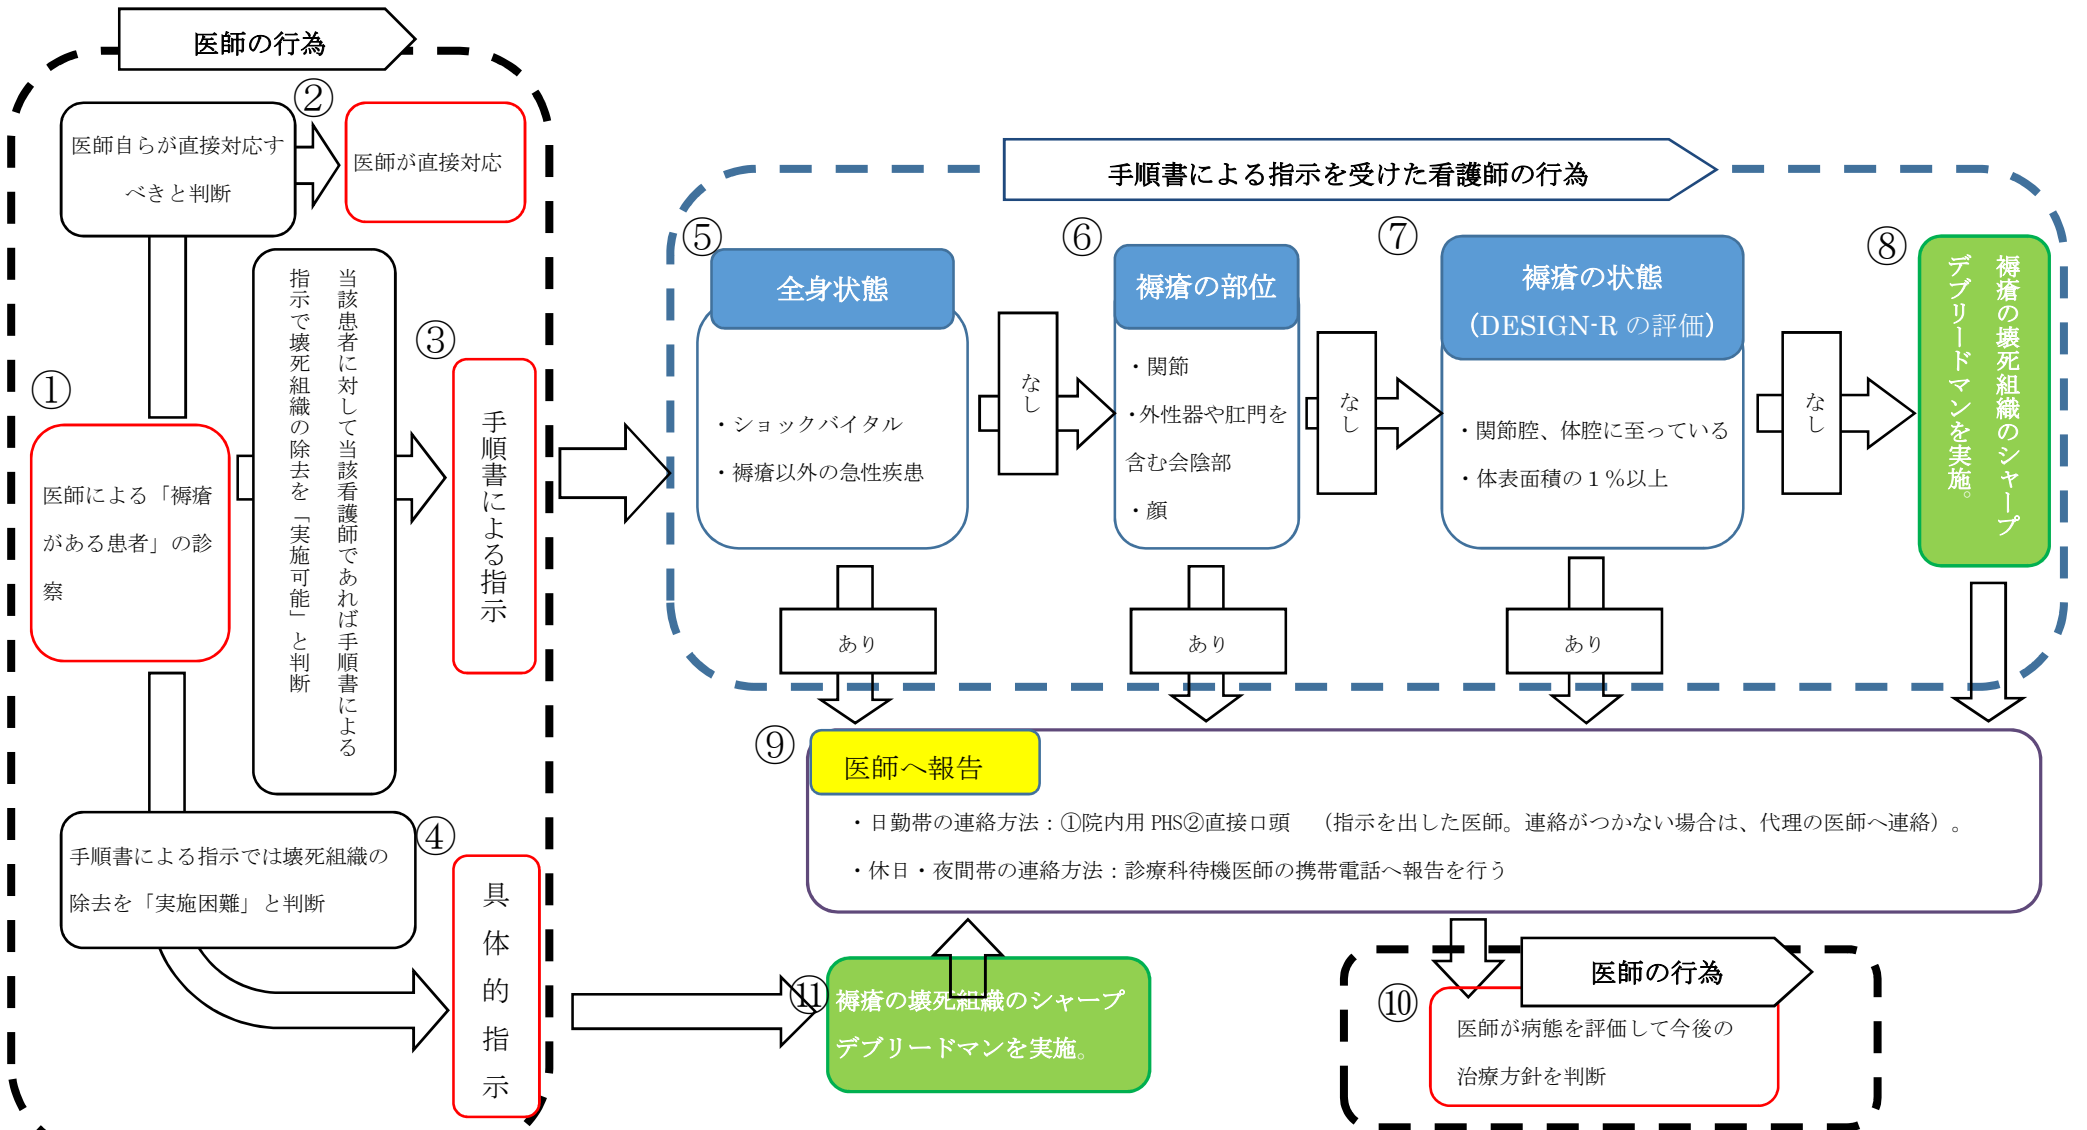 医師の行為
②
医師自らが直接対応す
べきと判断
医師が直接対応
①
医師による「褥瘡
がある患者」の診
察
当該患者に対して当該看護師であれば手順書による
指示で壊死組織の除去を「実施可能」と判断
③
手順書による指示
手順書による指示では壊死組織の
除去を「実施困難」と判断
④
具体的指示
手順書による指示を受けた看護師の行為
⑤
全身状態
・ショックバイタル
・褥瘡以外の急性疾患
なし
あり
⑥
褥瘡の部位
・関節
・外性器や肛門を
含む会陰部
・顔
なし
あり
⑦
褥瘡の状態
(DESIGN-R の評価)
・関節腔、体腔に至っている
・体表面積の１％以上
なし
あり
⑧
褥瘡の壊死組織のシャープ
デブリードマンを実施。
⑨
医師へ報告
・日勤帯の連絡方法：①院内用 PHS②直接口頭　（指示を出した医師。連絡がつかない場合は、代理の医師へ連絡）。
・休日・夜間帯の連絡方法：診療科待機医師の携帯電話へ報告を行う
⑪
褥瘡の壊死組織のシャープ
デブリードマンを実施。
医師の行為
⑩
医師が病態を評価して今後の
治療方針を判断